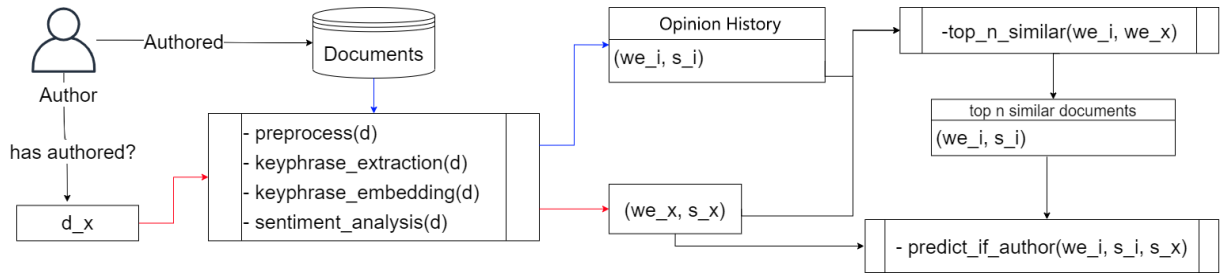 Author
Authored
Documents
has authored?
d_x
- preprocess(d)
- keyphrase_extraction(d)
- keyphrase_embedding(d)
- sentiment_analysis(d)
Opinion History
(we_i, s_i)
(we_x, s_x)
-top_n_similar(we_i, we_x)
top n similar documents
(we_i, s_i)
- predict_if_author(we_i, s_i, s_x)